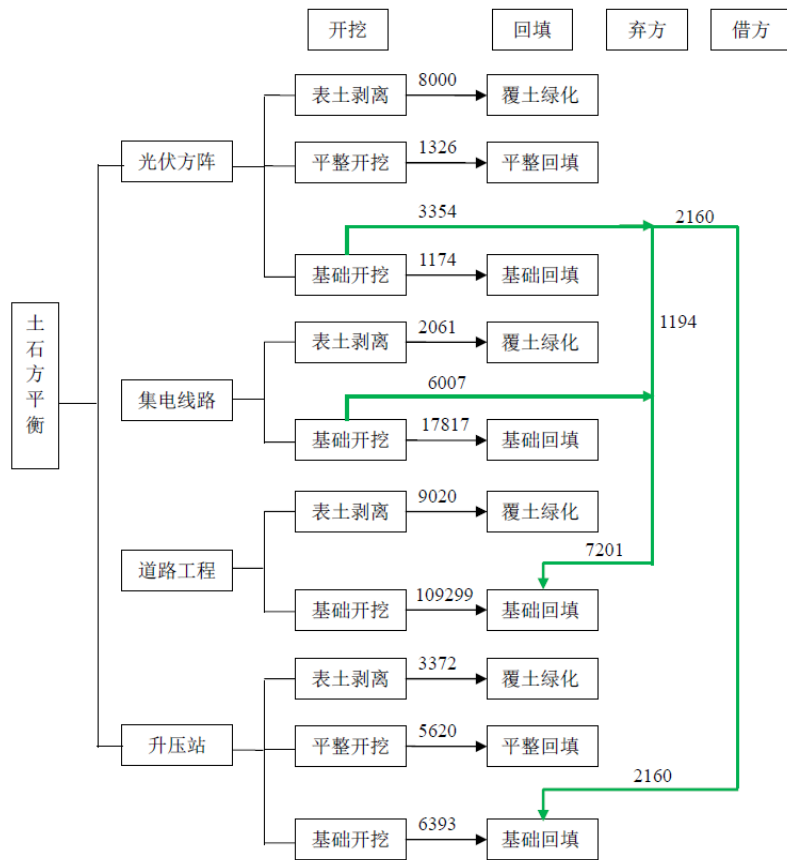 开挖
回填
弃方
借方
表土剥离
8000
覆土绿化
光伏方阵
平整开挖
1326
平整回填
3354
2160
基础开挖
1174
基础回填
土石方平衡
1194
表土剥离
2061
覆土绿化
集电线路
6007
基础开挖
17817
基础回填
表土剥离
9020
覆土绿化
道路工程
7201
基础开挖
109299
基础回填
表土剥离
3372
覆土绿化
升压站
平整开挖
5620
平整回填
2160
基础开挖
6393
基础回填